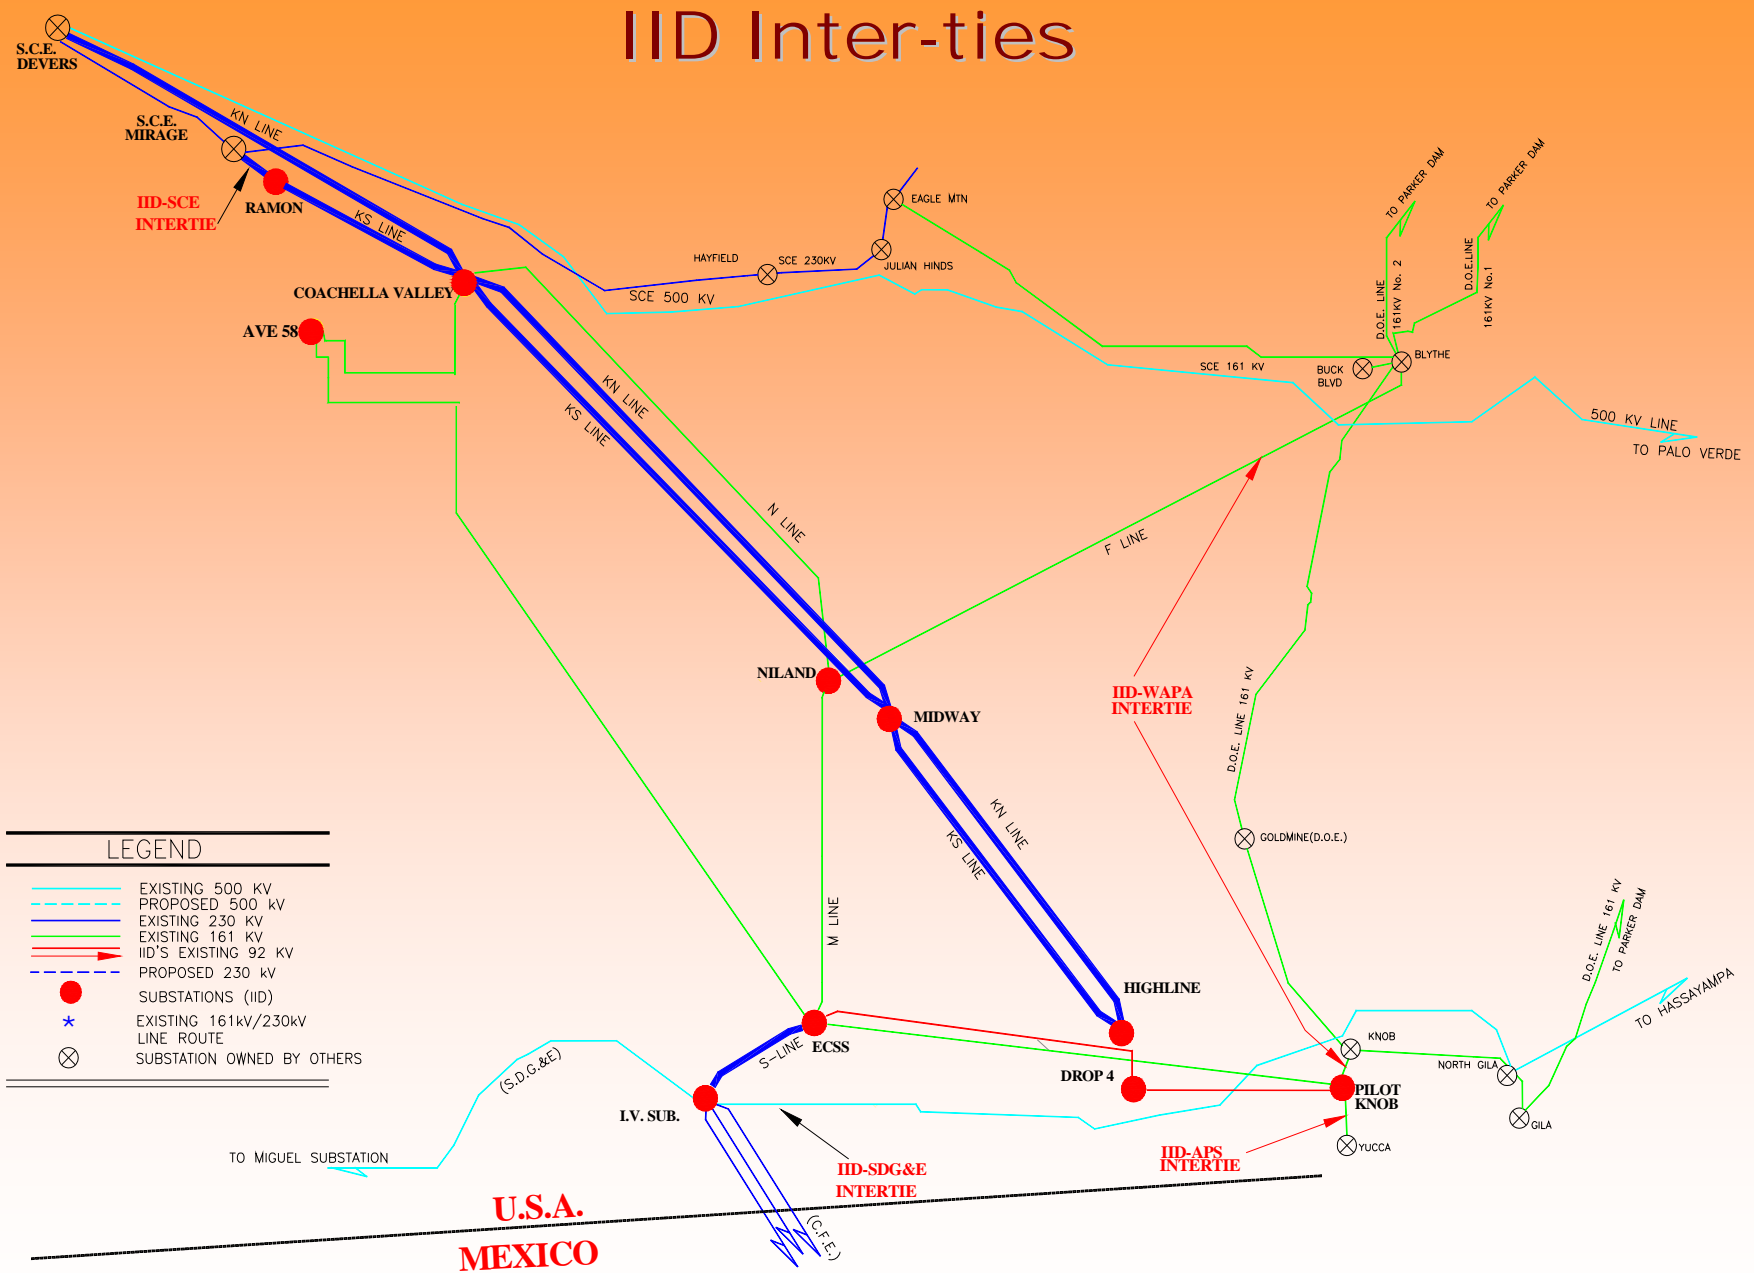 IID Inter-ties
S.C.E.
DEVERS
S.C.E.
MIRAGE
KN LINE
IID-SCE
INTERTIE
RAMON
KS LINE
COACHELLA VALLEY
AVE 58
EAGLE MTN
HAYFIELD
SCE 230KV
JULIAN HINDS
SCE 500 KV
TO PARKER DAM
TO PARKER DAM
D.O.E. LINE
161KV No. 2
D.O.E.LINE
161KV No.1
BLYTHE
BUCK
BLVD
SCE 161 KV
500 KV LINE
TO PALO VERDE
KN LINE
KS LINE
N LINE
F LINE
NILAND
MIDWAY
IID-WAPA
INTERTIE
D.O.E. LINE 161 KV
GOLDMINE(D.O.E.)
KN LINE
KS LINE
M LINE
HIGHLINE
D.O.E. LINE 161 KV
TO PARKER DAM
TO HASSAYAMPA
KNOB
NORTH GILA
GILA
ECSS
S-LINE
DROP 4
PILOT
KNOB
YUCCA
IID-APS
INTERTIE
I.V. SUB.
(S.D.G.&E)
TO MIGUEL SUBSTATION
IID-SDG&E
INTERTIE
(C.F.E.)
U.S.A.
MEXICO
LEGEND
EXISTING 500 KV
PROPOSED 500 kV
EXISTING 230 KV
EXISTING 161 KV
IID'S EXISTING 92 KV
PROPOSED 230 kV
SUBSTATIONS (IID)
EXISTING 161kV/230kV
LINE ROUTE
SUBSTATION OWNED BY OTHERS